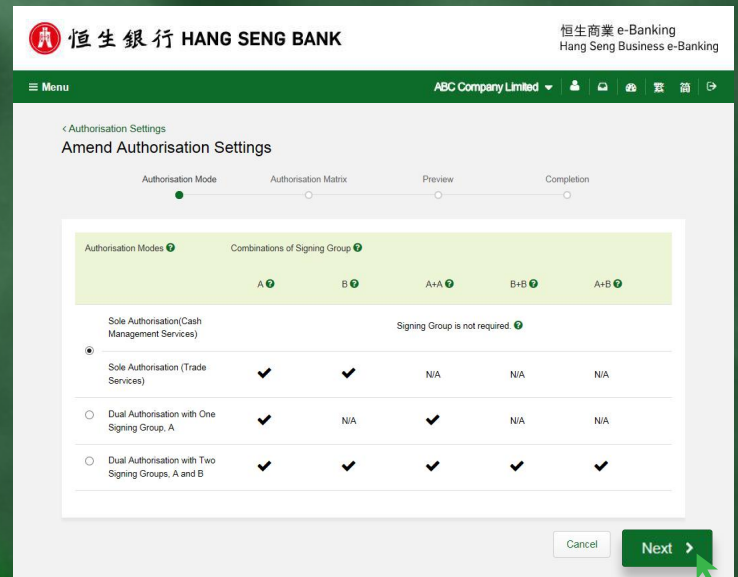 恒生銀行 HANG SENG BANK
恒生商業 e-Banking
Hang Seng Business e-Banking
Menu
ABC Company Limited
繁
簡
< Authorisation Settings
Amend Authorisation Settings
Authorisation Mode
Authorisation Matrix
Preview
Completion
Authorisation Modes ?
Combinations of Signing Group ?
A ?
B ?
A+A ?
B+B ?
A+B ?
Sole Authorisation(Cash
Management Services)
Signing Group is not required. ?
Sole Authorisation (Trade
Services)
N/A
N/A
N/A
Dual Authorisation with One
Signing Group, A
N/A
N/A
N/A
Dual Authorisation with Two
Signing Groups, A and B
Cancel
Next